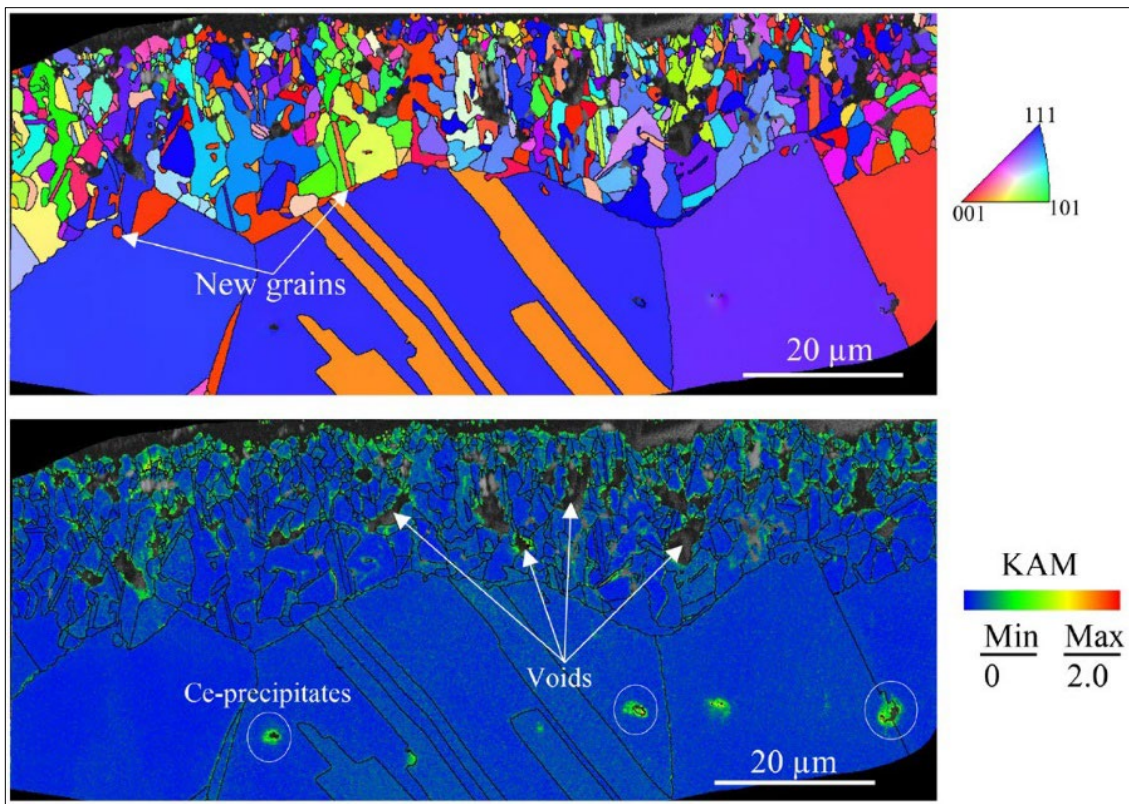 111
001
101
New grains
20 µm
KAM
Min
Max
0
2.0
Ce-precipitates
Voids
20 µm